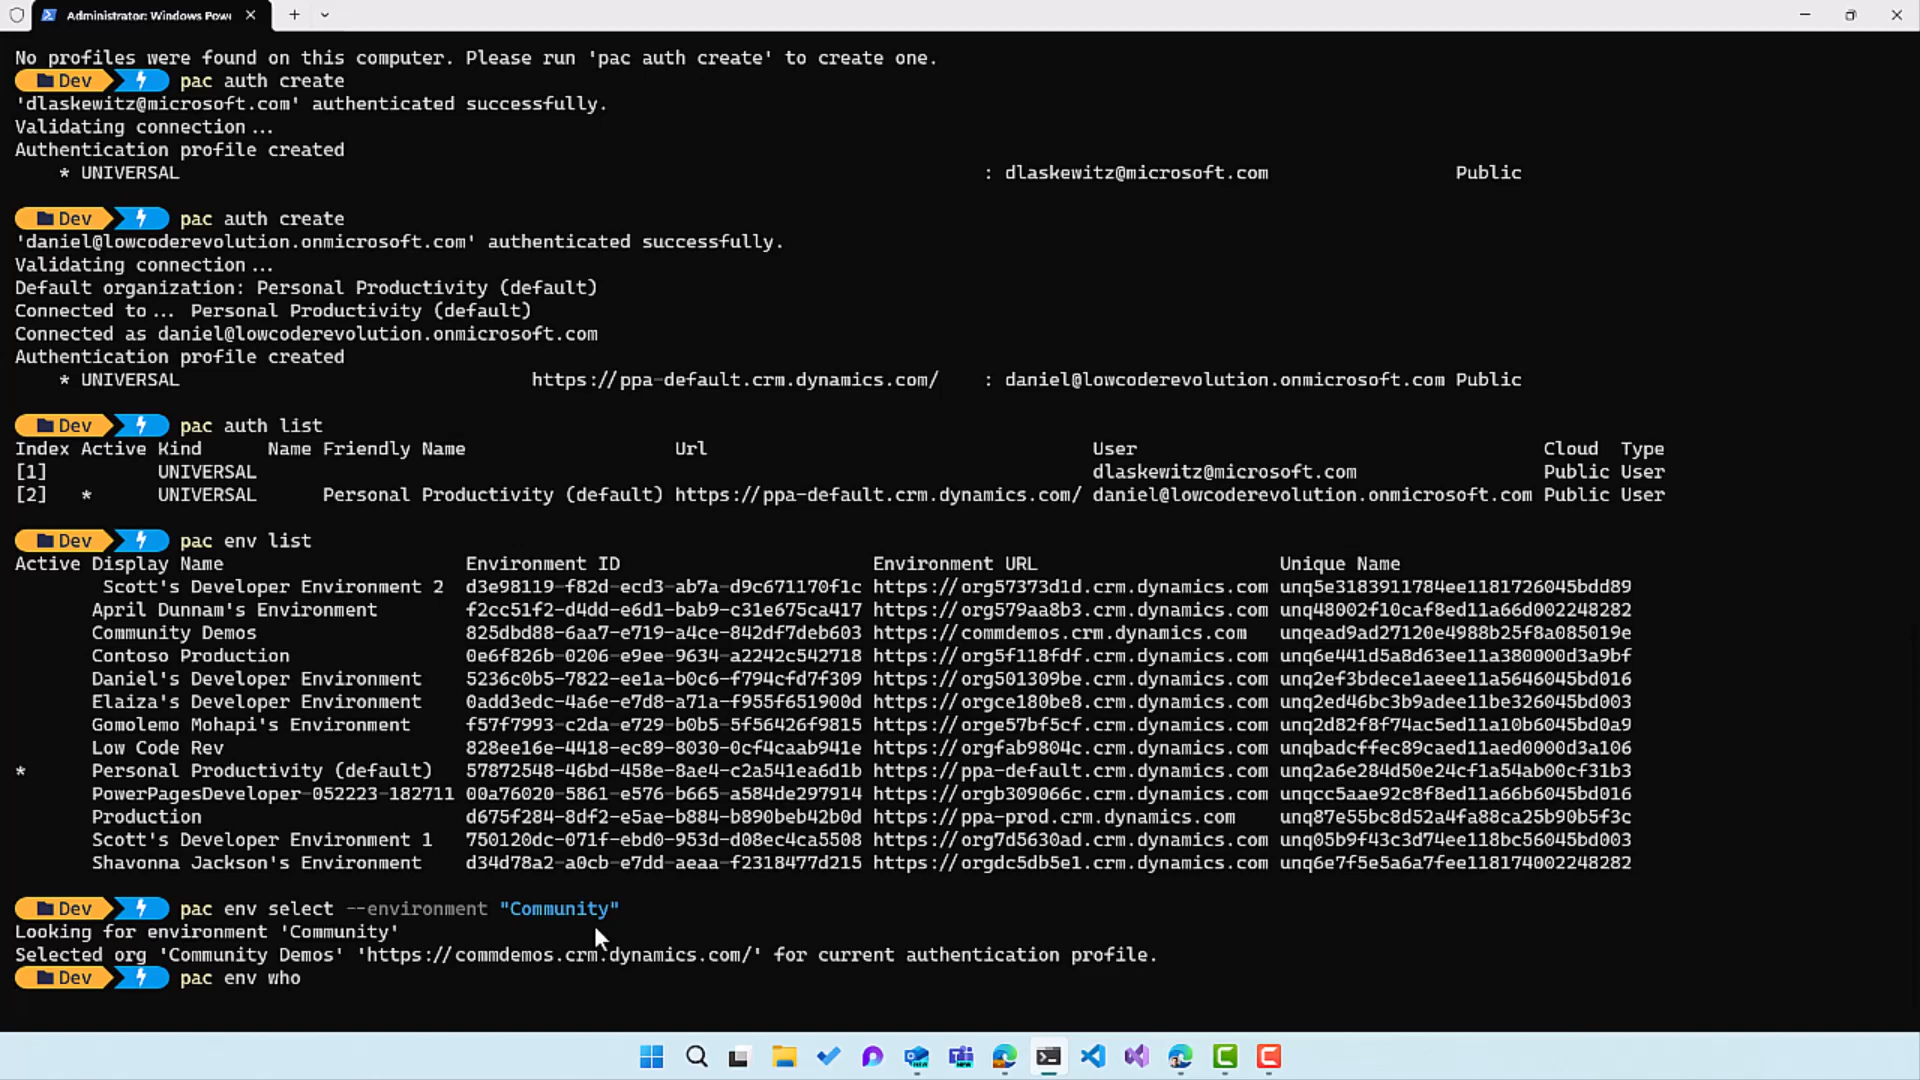 Administrator: Windows Pow
No profiles were found on this computer. Please run 'pac auth create' to create one.
Dev pac auth create
'dlaskewitz@microsoft.com' authenticated successfully.
Validating connection...
Authentication profile created
* UNIVERSAL : dlaskewitz@microsoft.com Public
Dev pac auth create
'daniel@lowcoderevolution.onmicrosoft.com' authenticated successfully.
Validating connection...
Default organization: Personal Productivity (default)
Connected to... Personal Productivity (default)
Connected as daniel@lowcoderevolution.onmicrosoft.com
Authentication profile created
* UNIVERSAL https://ppa-default.crm.dynamics.com/ : daniel@lowcoderevolution.onmicrosoft.com Public
Dev pac auth list
Index Active Kind Name Friendly Name Url User Cloud Type
[1] UNIVERSAL dlaskewitz@microsoft.com Public User
[2] * UNIVERSAL Personal Productivity (default) https://ppa-default.crm.dynamics.com/ daniel@lowcoderevolution.onmicrosoft.com Public User
Dev pac env list
Active Display Name Environment ID Environment URL Unique Name
Scott's Developer Environment 2 d3e98119-f82d-ecd3-ab7a-d9c671170f1c https://org57373d1d.crm.dynamics.com unq5e3183911784ee1181726045bdd89
April Dunnam's Environment f2cc51f2-d4dd-e6d1-bab9-c31e675ca417 https://org579aa8b3.crm.dynamics.com unq48002f10caf8ed11a66d002248282
Community Demos 825dbd88-6aa7-e719-a4ce-842df7deb603 https://commdemos.crm.dynamics.com unqead9ad27120e4988b25f8a085019e
Contoso Production 0e6f826b-0206-e9ee-9634-a2242c542718 https://org5f118fdf.crm.dynamics.com unq6e441d5a8d63ee11a380000d3a9bf
Daniel's Developer Environment 5236c0b5-7822-ee1a-b0c6-f794cfd7f309 https://org501309be.crm.dynamics.com unq2ef3bdece1aeee11a5646045bd016
Elaiza's Developer Environment 0add3edc-4a6e-e7d8-a71a-f955f651900d https://orgce180be8.crm.dynamics.com unq2ed46bc3b9adee11be326045bd003
Gomolemo Mohapi's Environment f57f7993-c2da-e729-b0b5-5f56426f9815 https://orge57bf5cf.crm.dynamics.com unq2d82f8f74ac5ed11a10b6045bd0a9
Low Code Rev 828ee16e-4418-ec89-8030-0cf4caab941e https://orgfab9804c.crm.dynamics.com unqbadcffec89caed11aed0000d3a106
* Personal Productivity (default) 57872548-46bd-458e-8ae4-c2a541ea6d1b https://ppa-default.crm.dynamics.com unq2a6e284d50e24cf1a54ab00cf31b3
PowerPagesDeveloper-052223-182711 00a76020-5861-e576-b665-a584de297914 https://orgb309066c.crm.dynamics.com unqcc5aae92c8f8ed11a66b6045bd016
Production d675f284-8df2-e5ae-b884-b890beb42b0d https://ppa-prod.crm.dynamics.com unq87e55bc8d52a4fa88ca25b90b5f3c
Scott's Developer Environment 1 750120dc-071f-ebd0-953d-d08ec4ca5508 https://org7d5630ad.crm.dynamics.com unq05b9f43c3d74ee118bc56045bd003
Shavonna Jackson's Environment d34d78a2-a0cb-e7dd-aeaa-f2318477d215 https://orgdc5db5e1.crm.dynamics.com unq6e7f5e5a6a7fee118174002248282
Dev pac env select --environment "Community"
Looking for environment 'Community'
Selected org 'Community Demos' 'https://commdemos.crm.dynamics.com/' for current authentication profile.
Dev pac env who